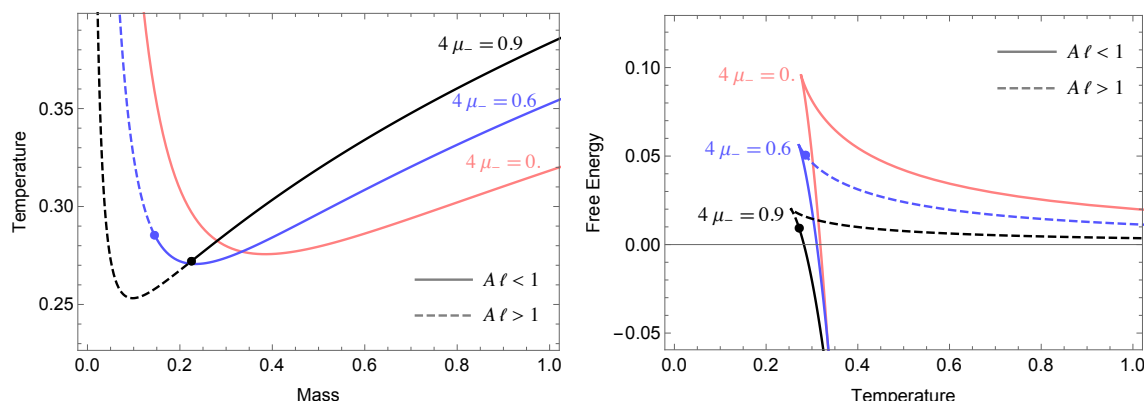 4 μ₋ = 0.9
4 μ₋ = 0.6
4 μ₋ = 0.
A ℓ < 1
A ℓ > 1
0.35
0.30
0.25
0.0
0.2
0.4
0.6
0.8
1.0
Temperature
Mass
4 μ₋ = 0.
4 μ₋ = 0.6
4 μ₋ = 0.9
A ℓ < 1
A ℓ > 1
0.10
0.05
0.00
−0.05
0.0
0.2
0.4
0.6
0.8
1.0
Free Energy
Temperature